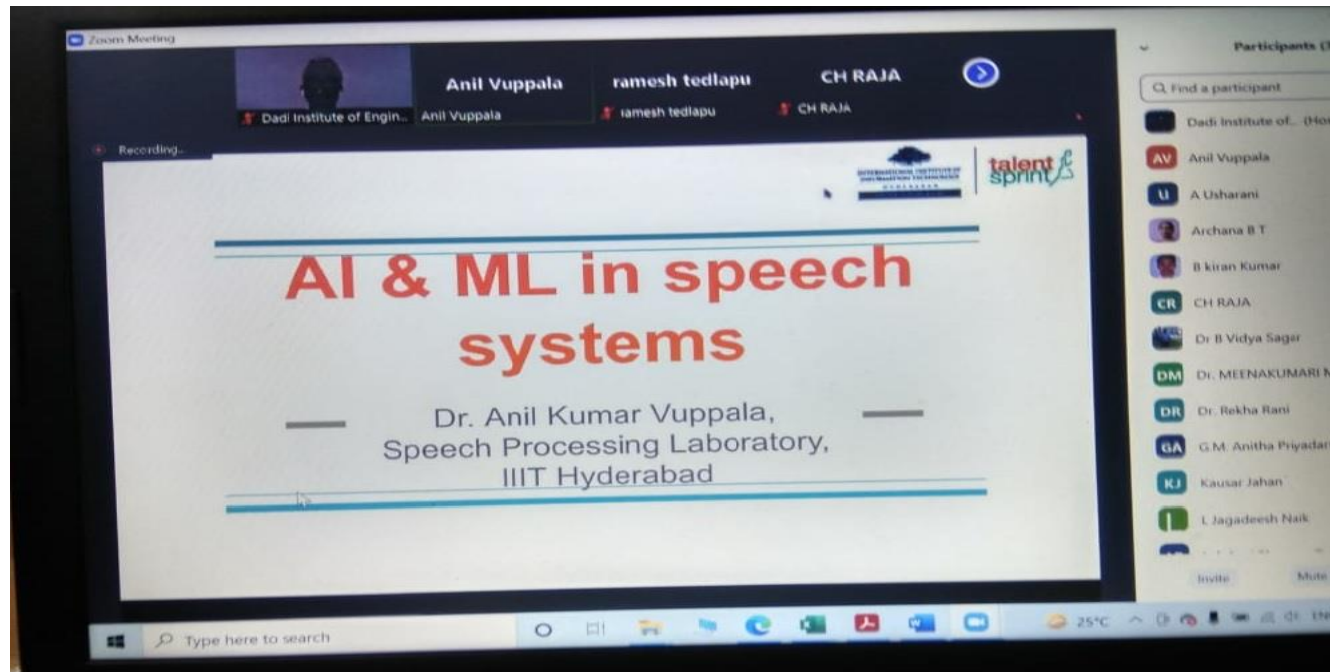 Zoom Meeting
Anil Vuppala
ramesh tedlapu
CH RAJA
Dadi Institute of Engin...
Anil Vuppala
ramesh tedlapu
CH RAJA
Recording...
talent
sprint
AI & ML in speech
systems
Dr. Anil Kumar Vuppala,
Speech Processing Laboratory,
IIIT Hyderabad
Participants
Find a participant
Dadi Institute of...
AV Anil Vuppala
U A Usharani
Archana B T
B kiran Kumar
CR CH RAJA
Dr B Vidya Sagar
DM Dr. MEENAKUMARI
DR Dr. Rekha Rani
GA G.M. Anitha
KJ Kausar Jahan
L L Jagadeesh Naik
Invite
Mute
Type here to search
25°C